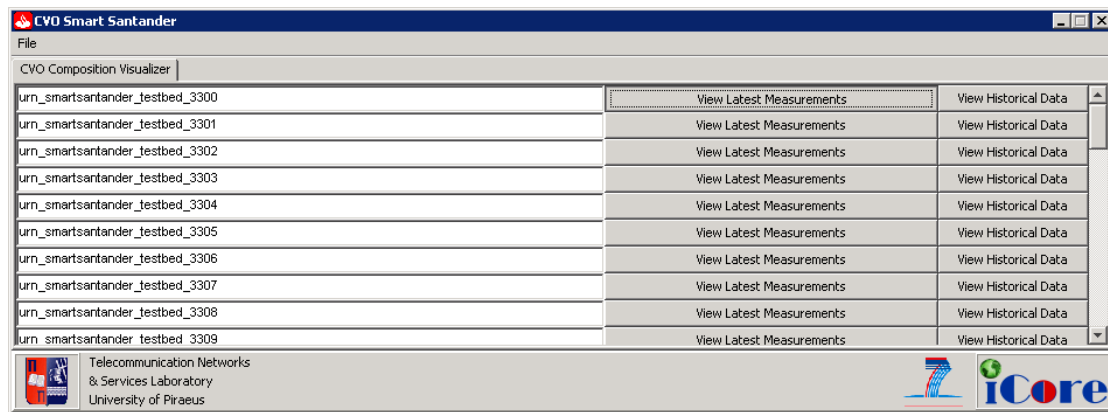 CVO Smart Santander
File
CVO Composition Visualizer
urn_smartsantander_testbed_3300 View Latest Measurements View Historical Data
urn_smartsantander_testbed_3301 View Latest Measurements View Historical Data
urn_smartsantander_testbed_3302 View Latest Measurements View Historical Data
urn_smartsantander_testbed_3303 View Latest Measurements View Historical Data
urn_smartsantander_testbed_3304 View Latest Measurements View Historical Data
urn_smartsantander_testbed_3305 View Latest Measurements View Historical Data
urn_smartsantander_testbed_3306 View Latest Measurements View Historical Data
urn_smartsantander_testbed_3307 View Latest Measurements View Historical Data
urn_smartsantander_testbed_3308 View Latest Measurements View Historical Data
urn_smartsantander_testbed_3309 View Latest Measurements View Historical Data
Telecommunication Networks
& Services Laboratory
University of Piraeus
iCore